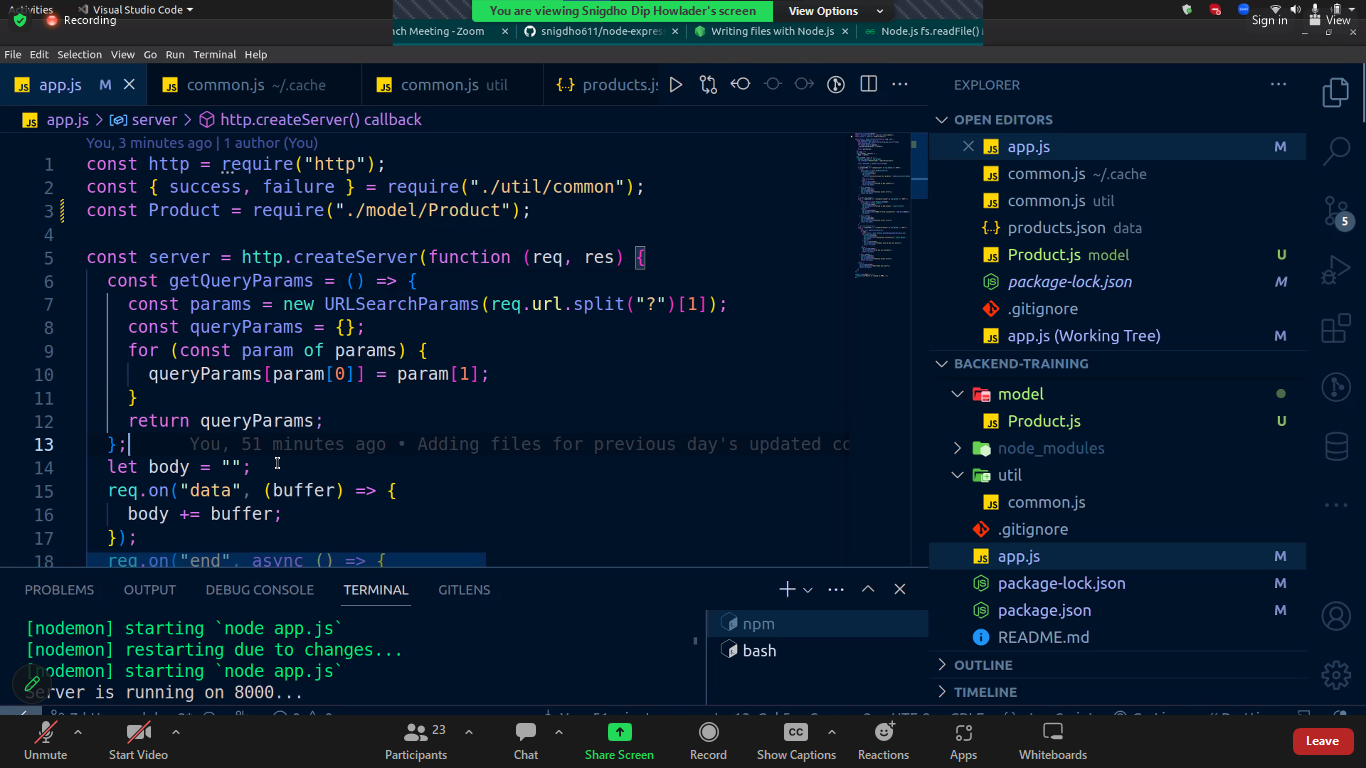 Activities
Visual Studio Code
Recording
You are viewing Snigdho Dip Howlader's screen
View Options
Sign in
View
nch Meeting - Zoom
snigdho611/node-expres
Writing files with Node.js
Node.js fs.readFile() M
File Edit Selection View Go Run Terminal Help
app.js M
common.js ~/.cache
common.js util
products.js
app.js > server > http.createServer() callback
You, 3 minutes ago | 1 author (You)
1 const http = require("http");
2 const { success, failure } = require("./util/common");
3 const Product = require("./model/Product");
4
5 const server = http.createServer(function (req, res) {
6 const getQueryParams = () => {
7 const params = new URLSearchParams(req.url.split("?")[1]);
8 const queryParams = {};
9 for (const param of params) {
10 queryParams[param[0]] = param[1];
11 }
12 return queryParams;
13 }; You, 51 minutes ago • Adding files for previous day's updated co
14 let body = "";
15 req.on("data", (buffer) => {
16 body += buffer;
17 });
18 req.on("end", async () => {
EXPLORER
OPEN EDITORS
app.js M
common.js ~/.cache
common.js util
products.json data
Product.js model U
package-lock.json M
.gitignore
app.js (Working Tree) M
BACKEND-TRAINING
model
Product.js U
node_modules
util
common.js
.gitignore
app.js M
package-lock.json M
package.json M
README.md
OUTLINE
TIMELINE
5
PROBLEMS OUTPUT DEBUG CONSOLE TERMINAL GITLENS
[nodemon] starting `node app.js`
[nodemon] restarting due to changes...
[nodemon] starting `node app.js`
Server is running on 8000...
npm
bash
Unmute
Start Video
Participants 23
Chat
Share Screen
Record
CC
Show Captions
Reactions
Apps
Whiteboards
Leave